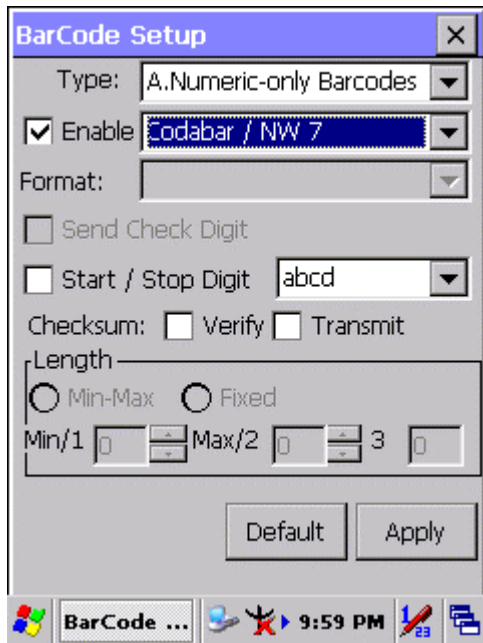 BarCode Setup
Type: A.Numeric-only Barcodes
Enable Codabar / NW 7
Format:
Send Check Digit
Start / Stop Digit abcd
Checksum: Verify Transmit
Length
Min-Max Fixed
Min/1 0 Max/2 0 3 0
Default Apply
BarCode ... 9:59 PM 1/23